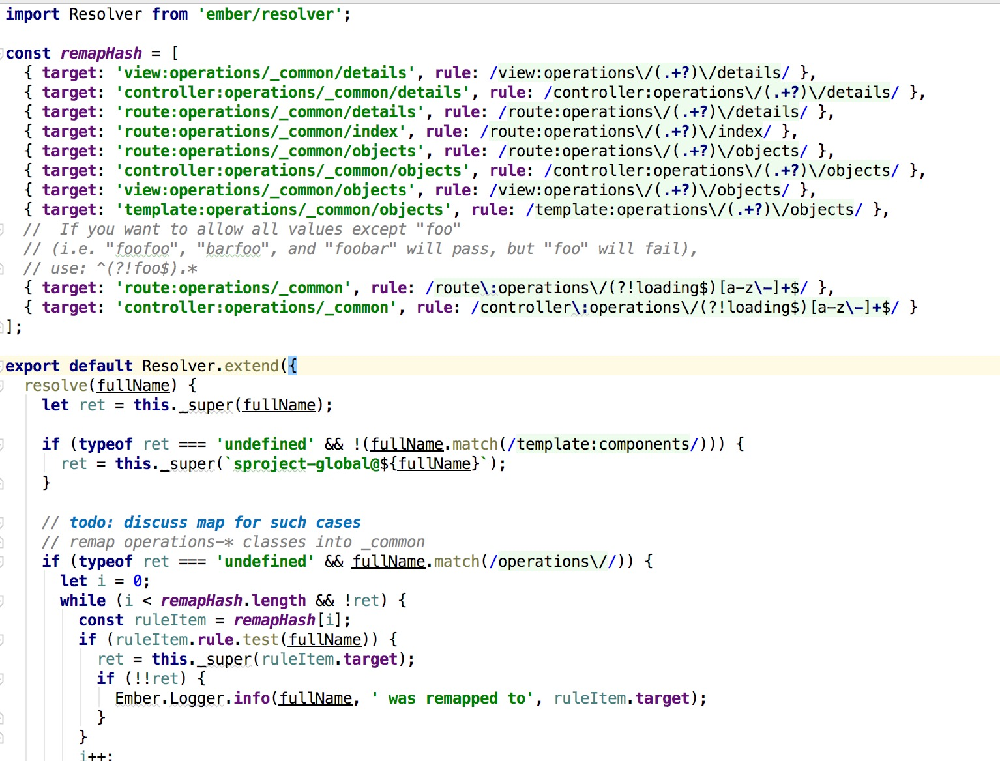 import Resolver from 'ember/resolver';
const remapHash = [
{ target: 'view:operations/_common/details', rule: /view:operations\/(.+?)\/details/ },
{ target: 'controller:operations/_common/details', rule: /controller:operations\/(.+?)\/details/ },
{ target: 'route:operations/_common/details', rule: /route:operations\/(.+?)\/details/ },
{ target: 'route:operations/_common/index', rule: /route:operations\/(.+?)\/index/ },
{ target: 'route:operations/_common/objects', rule: /route:operations\/(.+?)\/objects/ },
{ target: 'controller:operations/_common/objects', rule: /controller:operations\/(.+?)\/objects/ },
{ target: 'view:operations/_common/objects', rule: /view:operations\/(.+?)\/objects/ },
{ target: 'template:operations/_common/objects', rule: /template:operations\/(.+?)\/objects/ },
//  If you want to allow all values except "foo"
// (i.e. "foofoo", "barfoo", and "foobar" will pass, but "foo" will fail),
// use: ^(?!foo$).*
{ target: 'route:operations/_common', rule: /route\:operations\/(?!loading$)[a-z\-]+$/ },
{ target: 'controller:operations/_common', rule: /controller\:operations\/(?!loading$)[a-z\-]+$/ }
];
export default Resolver.extend({
resolve(fullName) {
let ret = this._super(fullName);
if (typeof ret === 'undefined' && !(fullName.match(/template:components/))) {
ret = this._super(`sproject-global@${fullName}`);
}
// todo: discuss map for such cases
// remap operations-* classes into _common
if (typeof ret === 'undefined' && fullName.match(/operations\//)) {
let i = 0;
while (i < remapHash.length && !ret) {
const ruleItem = remapHash[i];
if (ruleItem.rule.test(fullName)) {
ret = this._super(ruleItem.target);
if (!!ret) {
Ember.Logger.info(fullName, ' was remapped to', ruleItem.target);
}
}
i++;